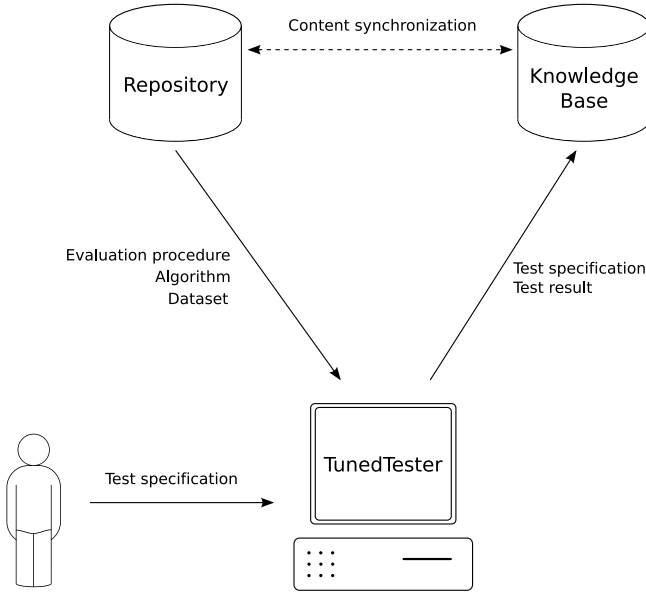 Content synchronization
Repository
Knowledge
Base
Evaluation procedure
Algorithm
Dataset
Test specification
Test result
TunedTester
Test specification